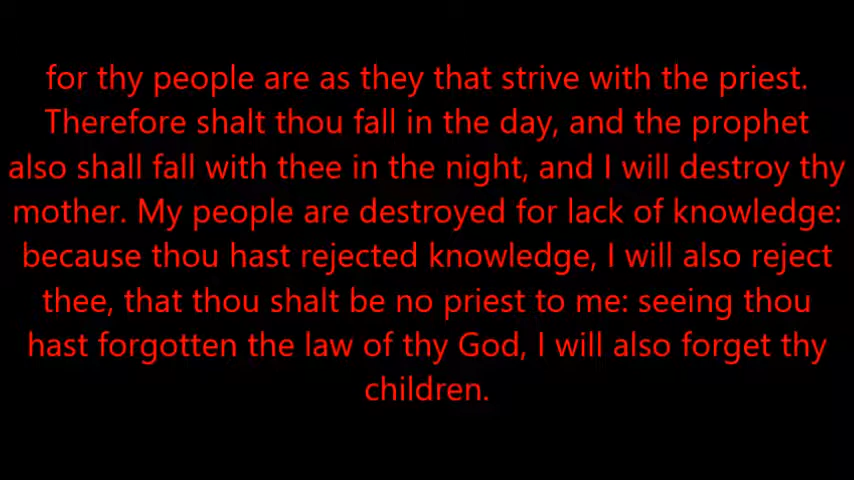 for thy people are as they that strive with the priest.
Therefore shalt thou fall in the day, and the prophet
also shall fall with thee in the night, and I will destroy thy
mother. My people are destroyed for lack of knowledge:
because thou hast rejected knowledge, I will also reject
thee, that thou shalt be no priest to me: seeing thou
hast forgotten the law of thy God, I will also forget thy
children.